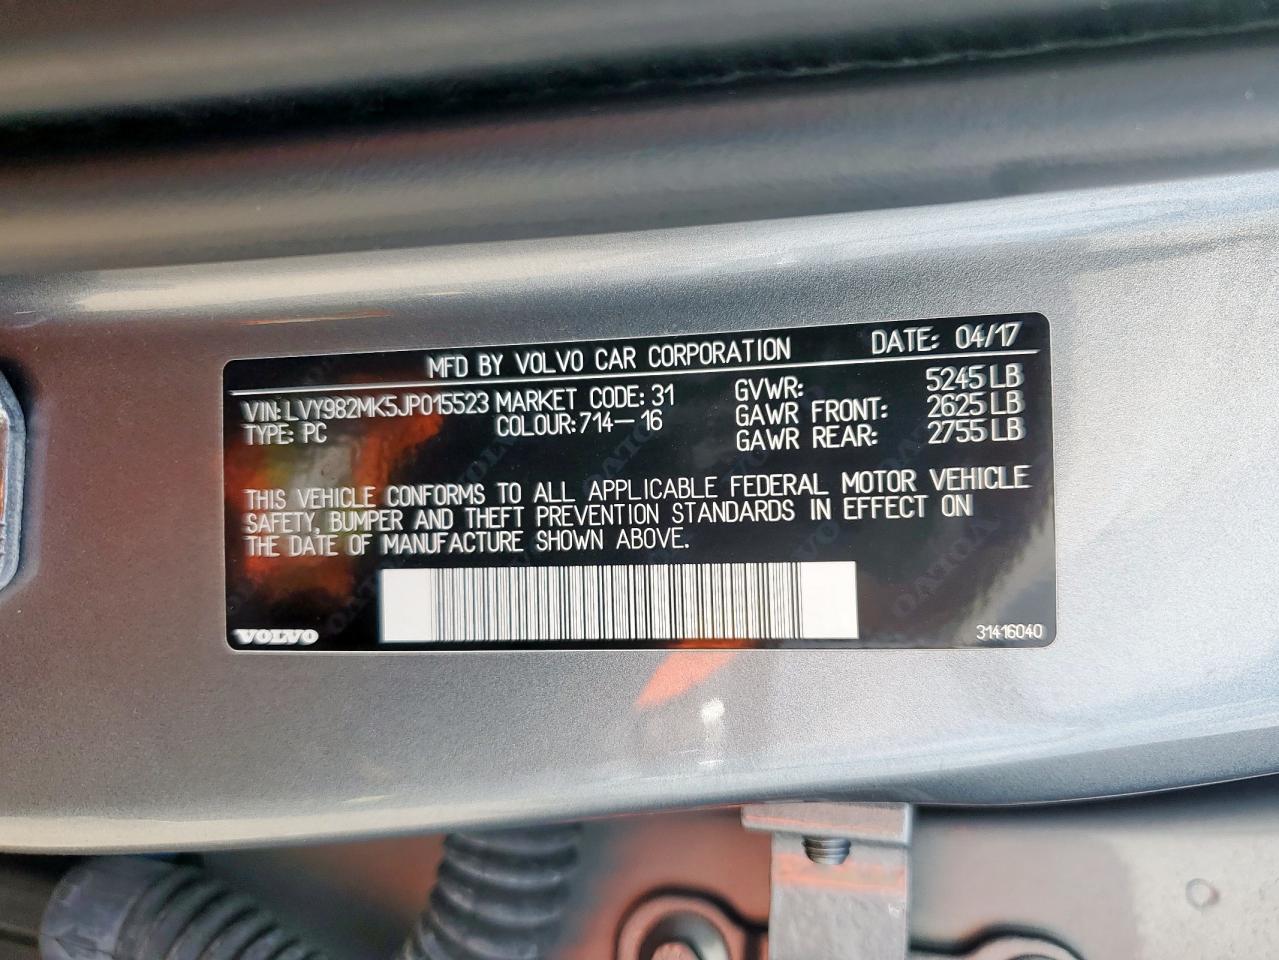 MFD BY VOLVO CAR CORPORATION DATE: 04/17
VIN: LVY982MK5JP015523 MARKET CODE: 31 GVWR: 5245 LB
TYPE: PC COLOUR: 714-16 GAWR FRONT: 2625 LB
GAWR REAR: 2755 LB
THIS VEHICLE CONFORMS TO ALL APPLICABLE FEDERAL MOTOR VEHICLE
SAFETY, BUMPER AND THEFT PREVENTION STANDARDS IN EFFECT ON
THE DATE OF MANUFACTURE SHOWN ABOVE.
VOLVO
31416040